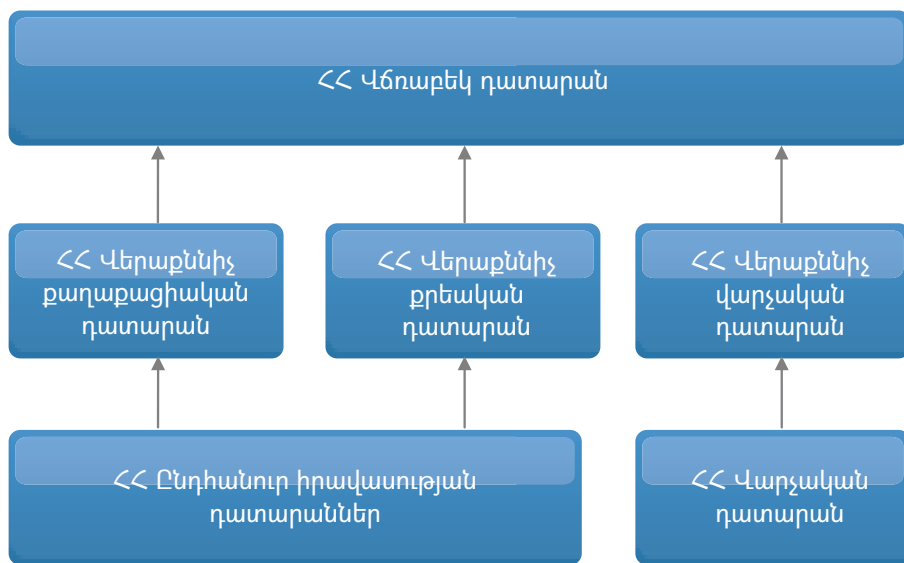 ՀՀ Վճռաբեկ դատարան
ՀՀ Վերաքննիչ
քաղաքացիական
դատարան
ՀՀ Վերաքննիչ
քրեական
դատարան
ՀՀ Վերաքննիչ
վարչական
դատարան
ՀՀ Ընդհանուր իրավասության
դատարաններ
ՀՀ Վարչական
դատարան